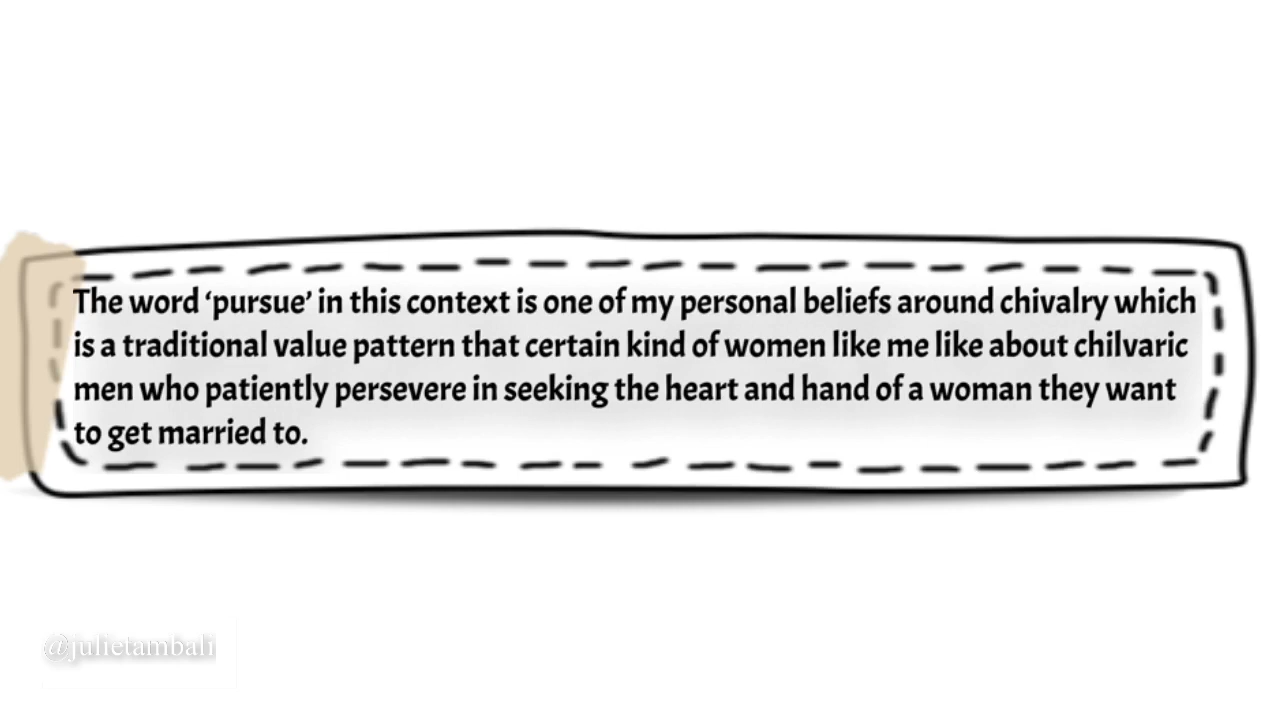 The word ‘pursue’ in this context is one of my personal beliefs around chivalry which
is a traditional value pattern that certain kind of women like me like about chilvaric
men who patiently persevere in seeking the heart and hand of a woman they want
to get married to.
@julietambali